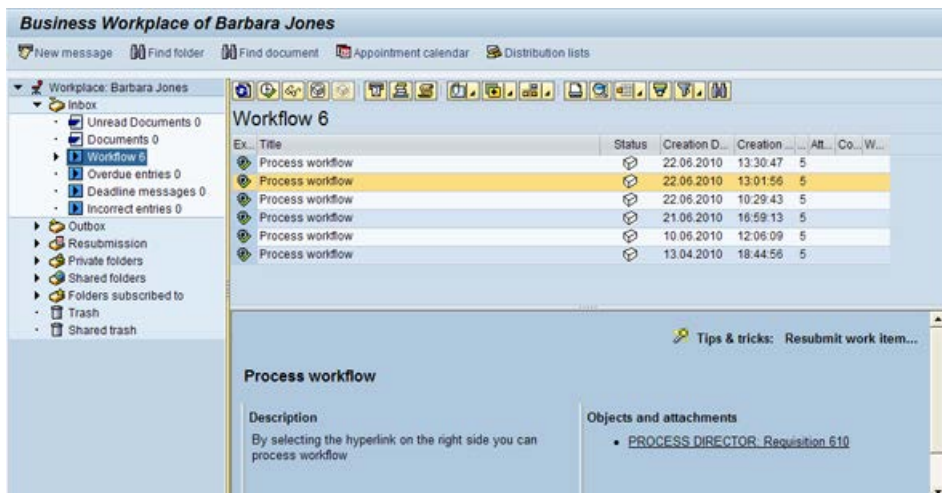 Business Workplace of Barbara Jones
New message Find folder Find document Appointment calendar Distribution lists
Workplace: Barbara Jones
Inbox
Unread Documents 0
Documents 0
Workflow 6
Overdue entries 0
Deadline messages 0
Incorrect entries 0
Outbox
Resubmission
Private folders
Shared folders
Folders subscribed to
Trash
Shared trash
Workflow 6
Ex... Title Status Creation D... Creation ... ... Att... Co... W...
Process workflow 22.06.2010 13:30:47 5
Process workflow 22.06.2010 13:01:56 5
Process workflow 22.06.2010 10:29:43 5
Process workflow 21.06.2010 16:59:13 5
Process workflow 10.06.2010 12:06:09 5
Process workflow 13.04.2010 18:44:56 5
Tips & tricks: Resubmit work item...
Process workflow
Description
By selecting the hyperlink on the right side you can
process workflow
Objects and attachments
• PROCESS DIRECTOR: Requisition 610